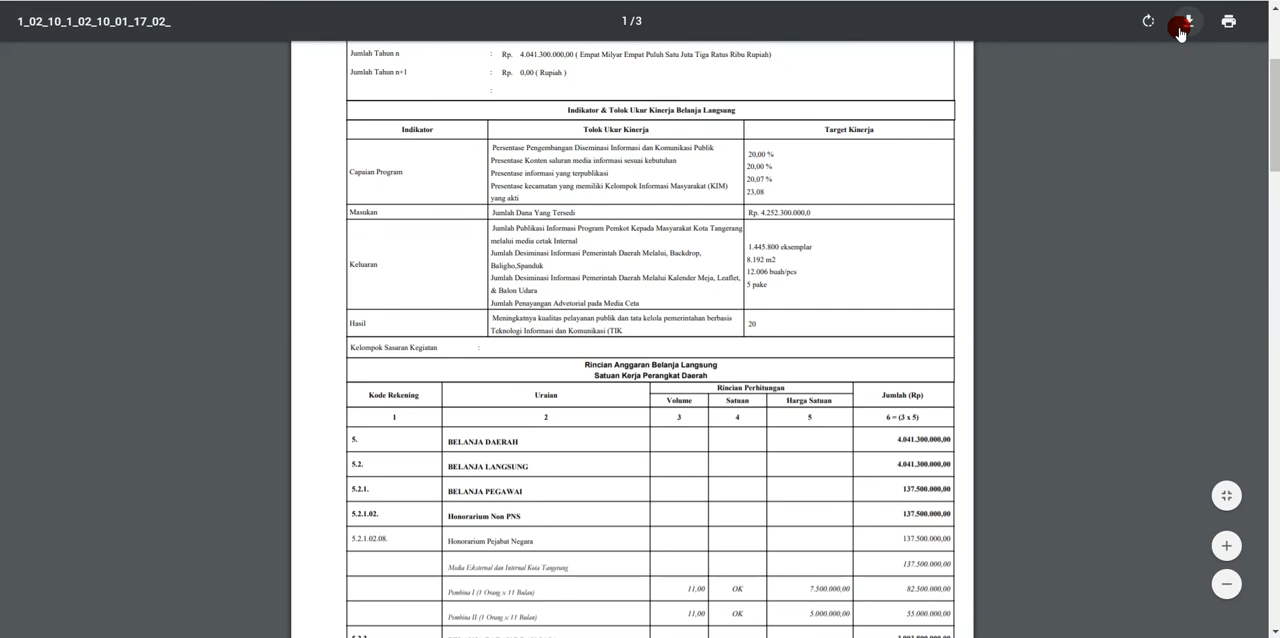 1_02_10_1_02_10_01_17_02_
1 / 3
Jumlah Tahun n : Rp. 4.041.300.000,00 ( Empat Milyar Empat Puluh Satu Juta Tiga Ratus Ribu Rupiah)
Jumlah Tahun n+1 : Rp. 0,00 ( Rupiah )
:
Indikator & Tolok Ukur Kinerja Belanja Langsung
Indikator Tolok Ukur Kinerja Target Kinerja
Persentase Pengembangan Diseminasi Informasi dan Komunikasi Publik 20,00 %
Presentase Konten saluran media informasi sesuai kebutuhan 20,00 %
Capaian Program Presentase informasi yang terpublikasi 20,07 %
Presentase kecamatan yang memiliki Kelompok Informasi Masyarakat (KIM) 23,08
yang akti
Masukan Jumlah Dana Yang Tersedi Rp. 4.252.300.000,0
Jumlah Publikasi Informasi Program Pemkot Kepada Masyarakat Kota Tangerang
melalui media cetak Internal 1.445.800 eksemplar
Jumlah Desiminasi Informasi Pemerintah Daerah Melalui, Backdrop, 8.192 m2
Keluaran Baligho,Spanduk 12.006 buah/pcs
Jumlah Desiminasi Informasi Pemerintah Daerah Melalui Kalender Meja, Leaflet, 5 pake
& Balon Udara
Jumlah Penayangan Advetorial pada Media Ceta
Hasil Meningkatnya kualitas pelayanan publik dan tata kelola pemerintahan berbasis 20
Teknologi Informasi dan Komunikasi (TIK
Kelompok Sasaran Kegiatan :
Rincian Anggaran Belanja Langsung
Satuan Kerja Perangkat Daerah
Kode Rekening Uraian Rincian Perhitungan Jumlah (Rp)
Volume Satuan Harga Satuan
1 2 3 4 5 6 = (3 x 5)
5. BELANJA DAERAH 4.041.300.000,00
5.2. BELANJA LANGSUNG 4.041.300.000,00
5.2.1. BELANJA PEGAWAI 137.500.000,00
5.2.1.02. Honorarium Non PNS 137.500.000,00
5.2.1.02.08. Honorarium Pejabat Negara 137.500.000,00
Media Eksternal dan Internal Kota Tangerang 137.500.000,00
Pembina I (1 Orang x 11 Bulan) 11,00 OK 7.500.000,00 82.500.000,00
Pembina II (1 Orang x 11 Bulan) 11,00 OK 5.000.000,00 55.000.000,00